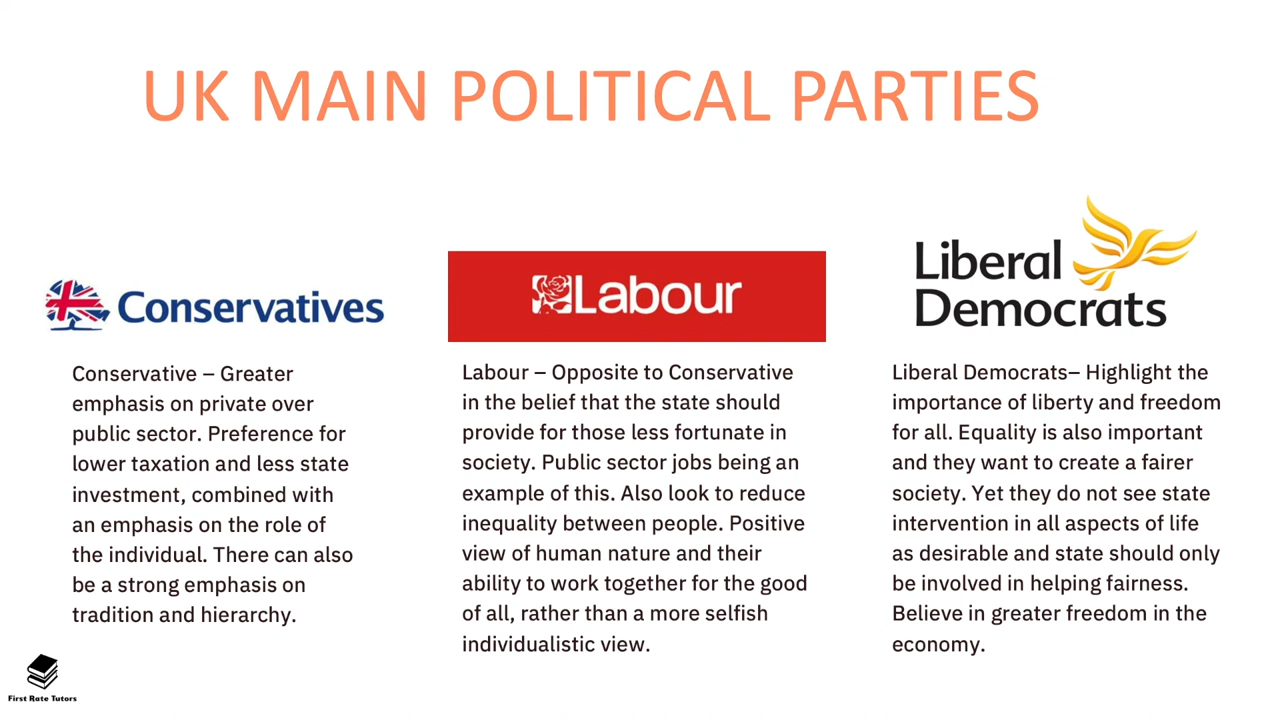 UK MAIN POLITICAL PARTIES
Conservatives
Conservative – Greater
emphasis on private over
public sector. Preference for
lower taxation and less state
investment, combined with
an emphasis on the role of
the individual. There can also
be a strong emphasis on
tradition and hierarchy.
Labour
Labour – Opposite to Conservative
in the belief that the state should
provide for those less fortunate in
society. Public sector jobs being an
example of this. Also look to reduce
inequality between people. Positive
view of human nature and their
ability to work together for the good
of all, rather than a more selfish
individualistic view.
Liberal
Democrats
Liberal Democrats– Highlight the
importance of liberty and freedom
for all. Equality is also important
and they want to create a fairer
society. Yet they do not see state
intervention in all aspects of life
as desirable and state should only
be involved in helping fairness.
Believe in greater freedom in the
economy.
First Rate Tutors